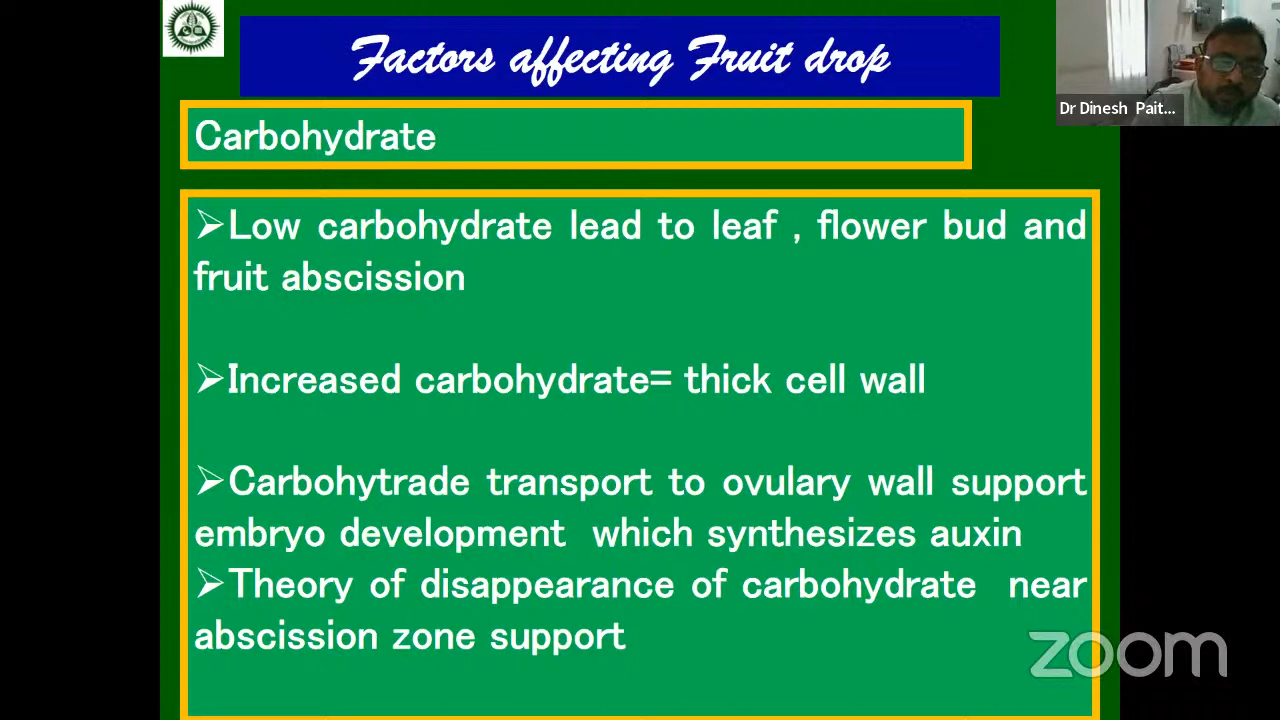 Factors affecting Fruit drop
Dr Dinesh Pait...
Carbohydrate
➢Low carbohydrate lead to leaf , flower bud and
fruit abscission
➢Increased carbohydrate= thick cell wall
➢Carbohytrade transport to ovulary wall support
embryo development which synthesizes auxin
➢Theory of disappearance of carbohydrate near
abscission zone support
zoom